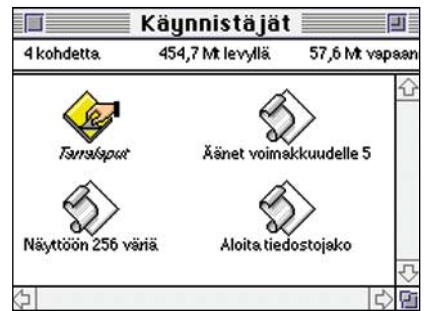 Käynnistäjät
4 kohdetta 454,7 Mt levyllä 57,6 Mt vapaan
Tarralaput Äänet voimakkuudelle 5
Näyttöön 256 väriä Aloita tiedostojako